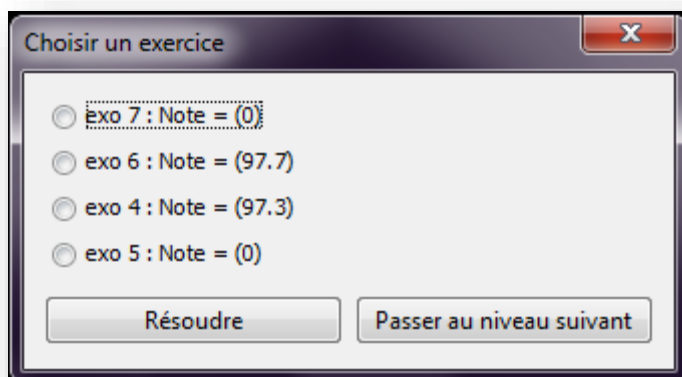 Choisir un exercice
exo 7 : Note = (0)
exo 6 : Note = (97.7)
exo 4 : Note = (97.3)
exo 5 : Note = (0)
Résoudre
Passer au niveau suivant